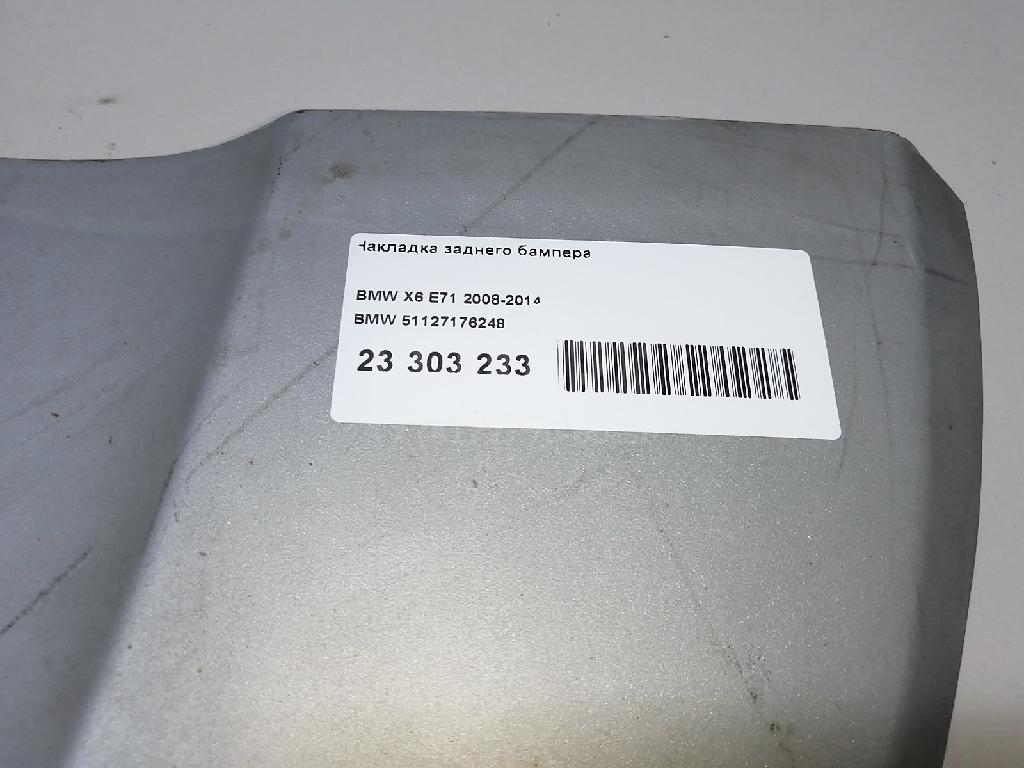 Накладка заднего бампера
BMW X6 E71 2008-2014
BMW 51127176248
23 303 233